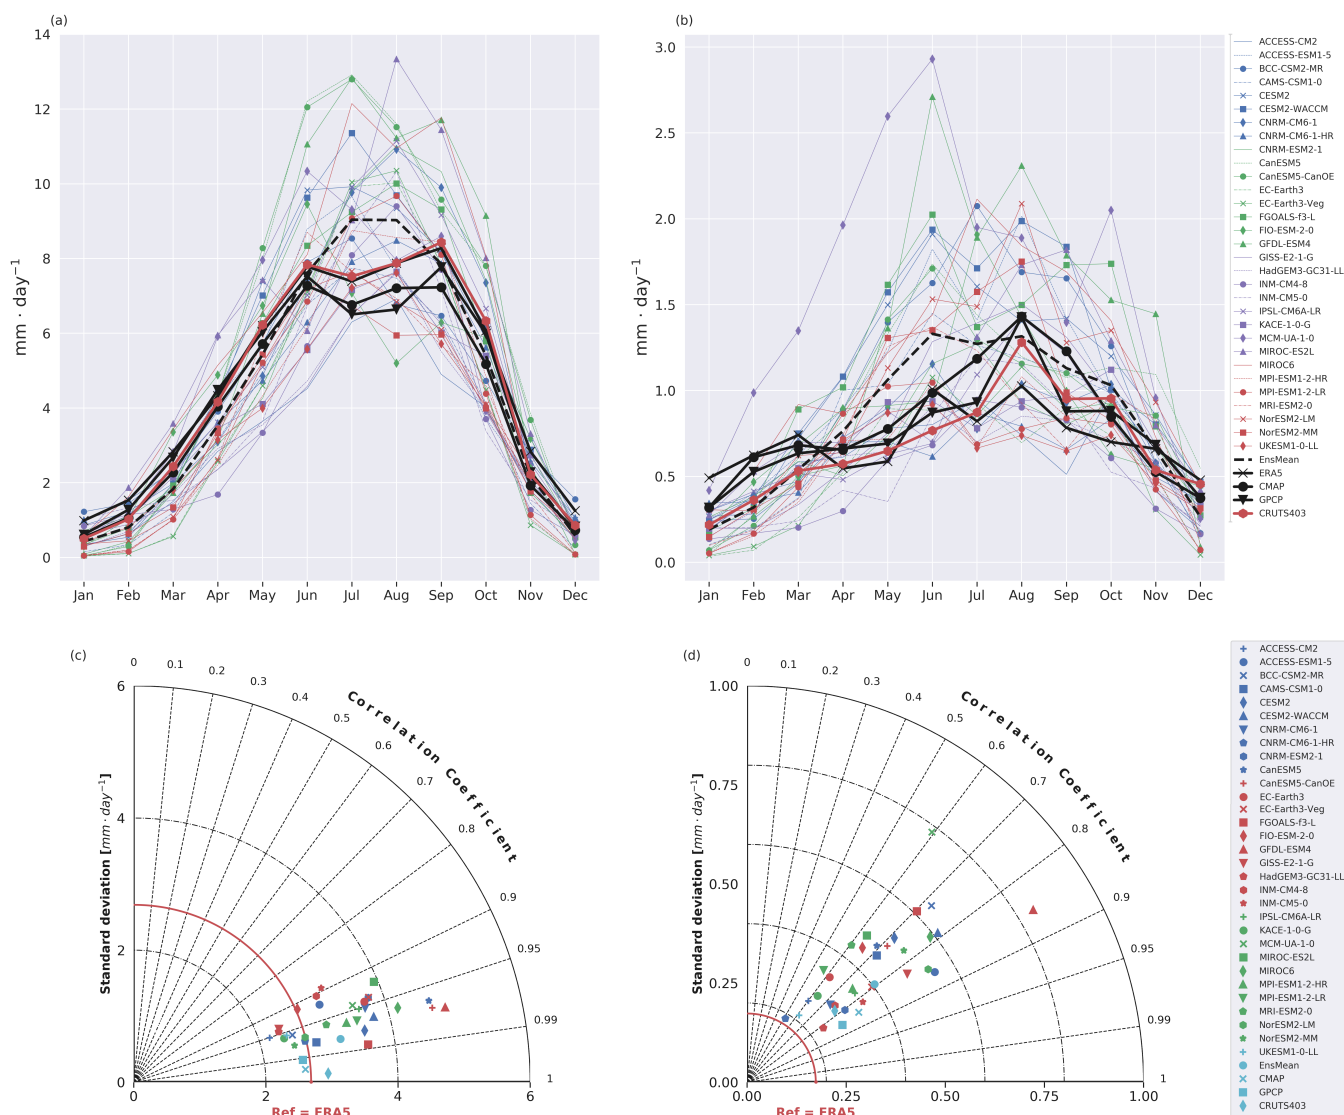 (a)
(b)
14
12
10
8
6
4
2
0
mm · day⁻¹
Jan Feb Mar Apr May Jun Jul Aug Sep Oct Nov Dec
3.0
2.5
2.0
1.5
1.0
0.5
0.0
mm · day⁻¹
Jan Feb Mar Apr May Jun Jul Aug Sep Oct Nov Dec
ACCESS-CM2
ACCESS-ESM1-5
BCC-CSM2-MR
CAMS-CSM1-0
CESM2
CESM2-WACCM
CNRM-CM6-1
CNRM-CM6-1-HR
CNRM-ESM2-1
CanESM5
CanESM5-CanOE
EC-Earth3
EC-Earth3-Veg
FGOALS-f3-L
FIO-ESM-2-0
GFDL-ESM4
GISS-E2-1-G
HadGEM3-GC31-LL
INM-CM4-8
INM-CM5-0
IPSL-CM6A-LR
KACE-1-0-G
MCM-UA-1-0
MIROC-ES2L
MIROC6
MPI-ESM1-2-HR
MPI-ESM1-2-LR
MRI-ESM2-0
NorESM2-LM
NorESM2-MM
UKESM1-0-LL
EnsMean
ERA5
CMAP
GPCP
CRUTS403
(c)
0
0.1
0.2
0.3
0.4
0.5
0.6
0.7
0.8
0.9
0.95
0.99
1
Correlation Coefficient
6
4
2
0
Standard deviation [mm · day⁻¹]
0 2 4 6
Ref = ERA5
(d)
0
0.1
0.2
0.3
0.4
0.5
0.6
0.7
0.8
0.9
0.95
0.99
1
Correlation Coefficient
1.00
0.75
0.50
0.25
0.00
Standard deviation [mm · day⁻¹]
0.00 0.25 0.50 0.75 1.00
Ref = ERA5
ACCESS-CM2
ACCESS-ESM1-5
BCC-CSM2-MR
CAMS-CSM1-0
CESM2
CESM2-WACCM
CNRM-CM6-1
CNRM-CM6-1-HR
CNRM-ESM2-1
CanESM5
CanESM5-CanOE
EC-Earth3
EC-Earth3-Veg
FGOALS-f3-L
FIO-ESM-2-0
GFDL-ESM4
GISS-E2-1-G
HadGEM3-GC31-LL
INM-CM4-8
INM-CM5-0
IPSL-CM6A-LR
KACE-1-0-G
MCM-UA-1-0
MIROC-ES2L
MIROC6
MPI-ESM1-2-HR
MPI-ESM1-2-LR
MRI-ESM2-0
NorESM2-LM
NorESM2-MM
UKESM1-0-LL
EnsMean
CMAP
GPCP
CRUTS403